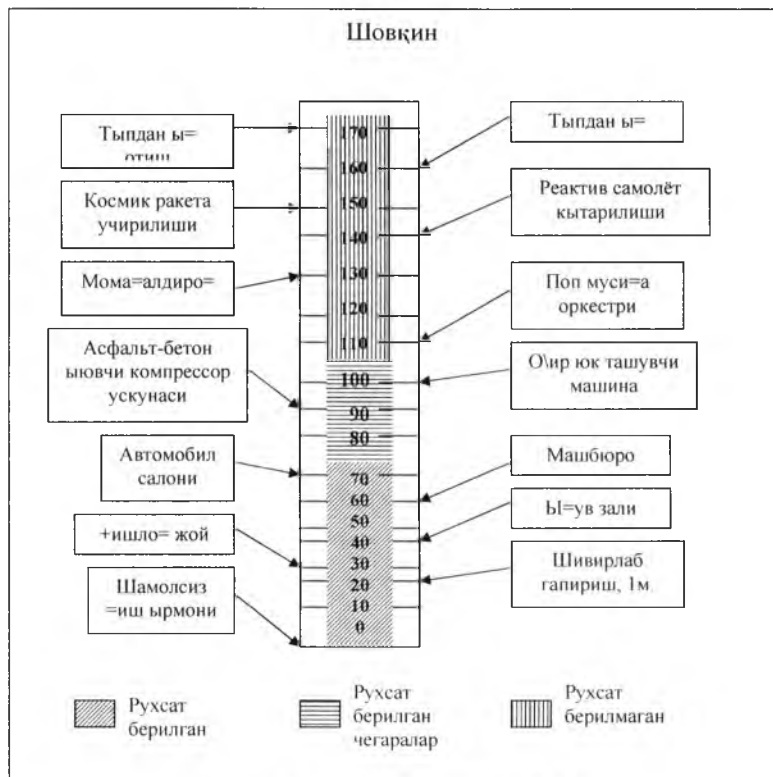 Шовқин
Тыпдан ы=
отиш
Космик ракета
учирилиши
Мома=алдиро=
Асфальт-бетон
ыювчи компрессор
ускунаси
Автомобил
салони
+ишло= жой
Шамолсиз
=иш ырмони
170
160
150
140
130
120
110
100
90
80
70
60
50
40
30
20
10
0
Тыпдан ы=
Реактив самолёт
кытарилиши
Поп муси=а
оркестри
О\ир юк ташувчи
машина
Машбюро
Ы=ув зали
Шивирлаб
гапириш, 1м
Рухсат
берилган
Рухсат
берилган
чегаралар
Рухсат
берилмаган